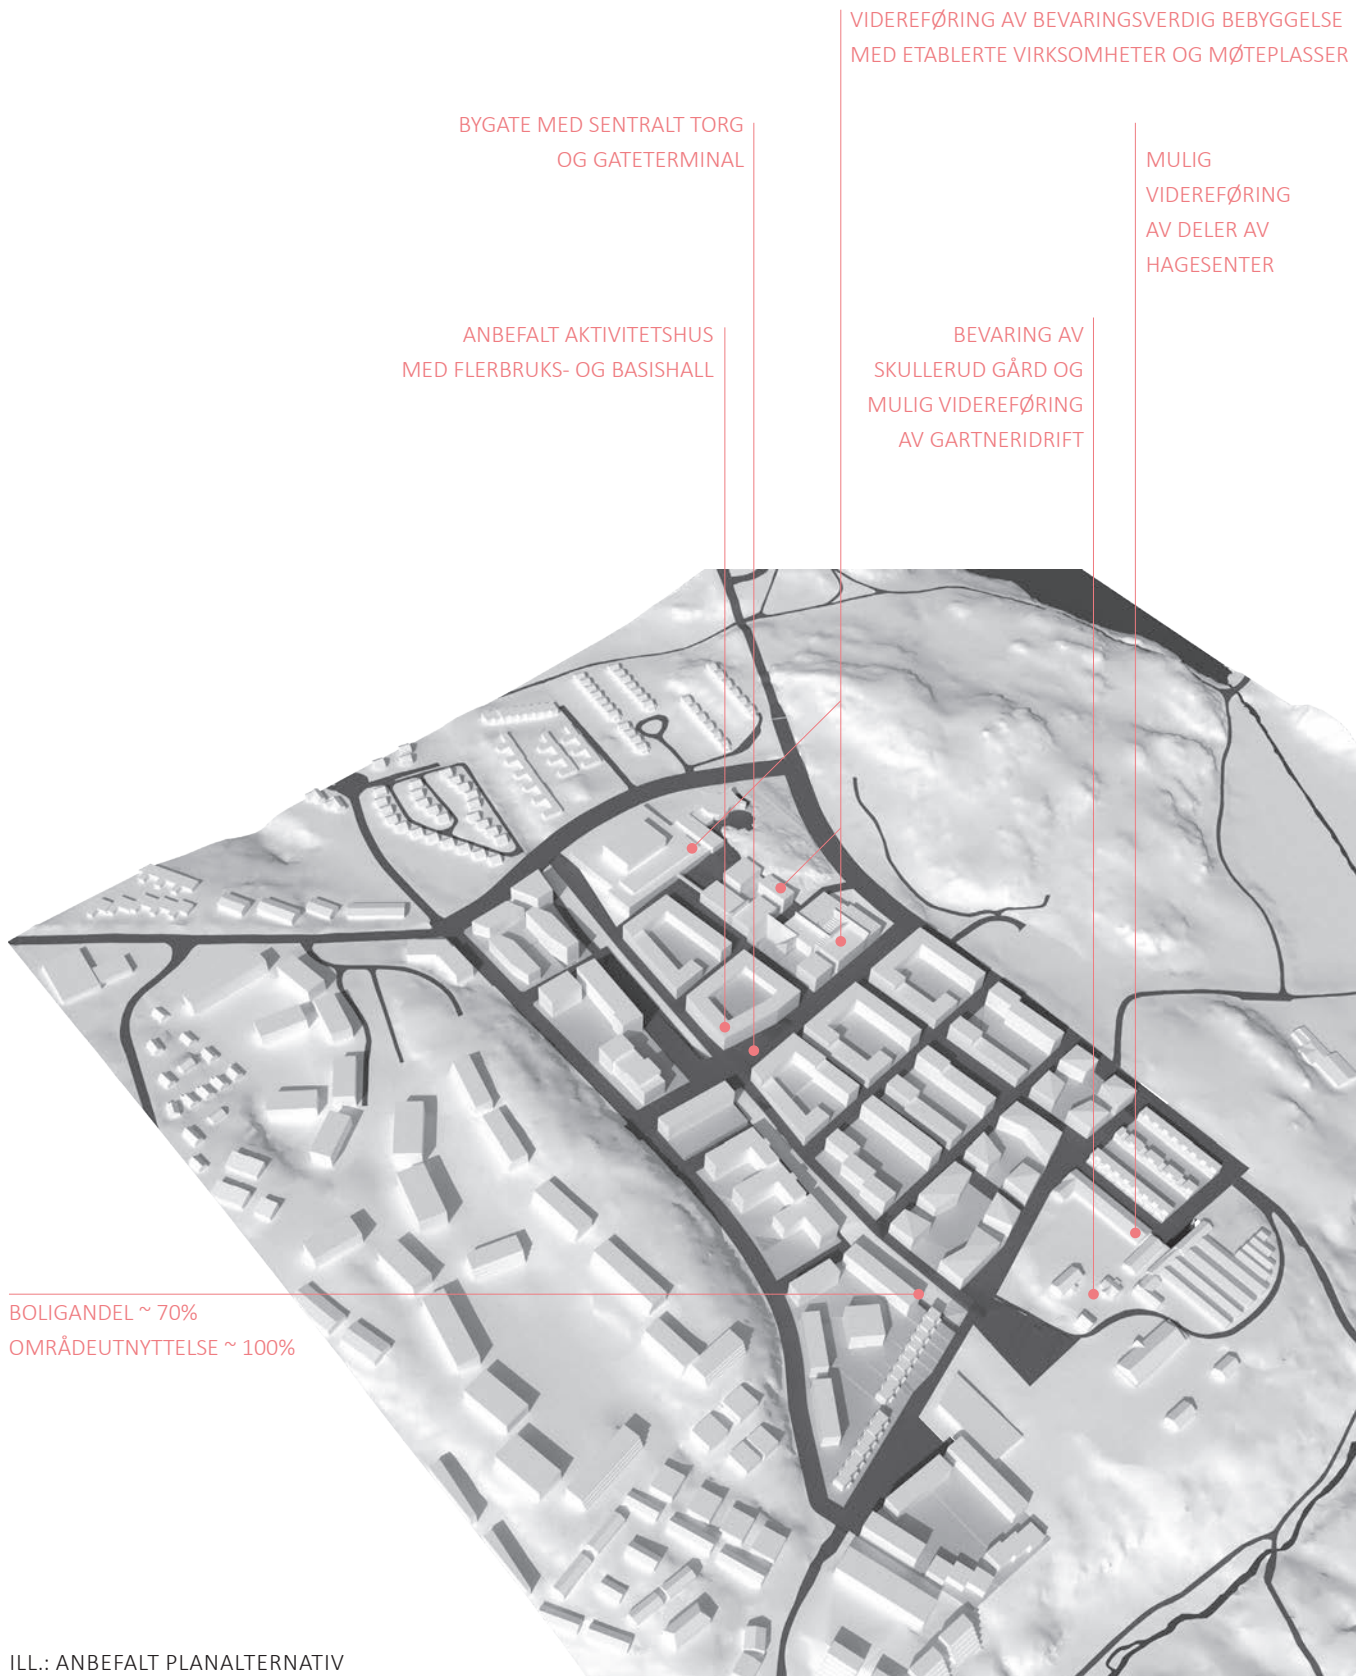 VIDEREFØRING AV BEVARINGSVERDIG BEBYGGELSE
MED ETABLERTE VIRKSOMHETER OG MØTEPLASSER
BYGATE MED SENTRALT TORG
OG GATETERMINAL
MULIG
VIDEREFØRING
AV DELER AV
HAGESENTER
ANBEFALT AKTIVITETSHUS
MED FLERBRUKS- OG BASISHALL
BEVARING AV
SKULLERUD GÅRD OG
MULIG VIDEREFØRING
AV GARTNERIDRIFT
BOLIGANDEL ~ 70%
OMRÅDEUTNYTTELSE ~ 100%
ILL.: ANBEFALT PLANALTERNATIV